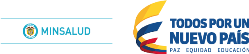 MINSALUD
TODOS POR UN
NUEVO PAÍS
PAZ EQUIDAD EDUCACIÓN